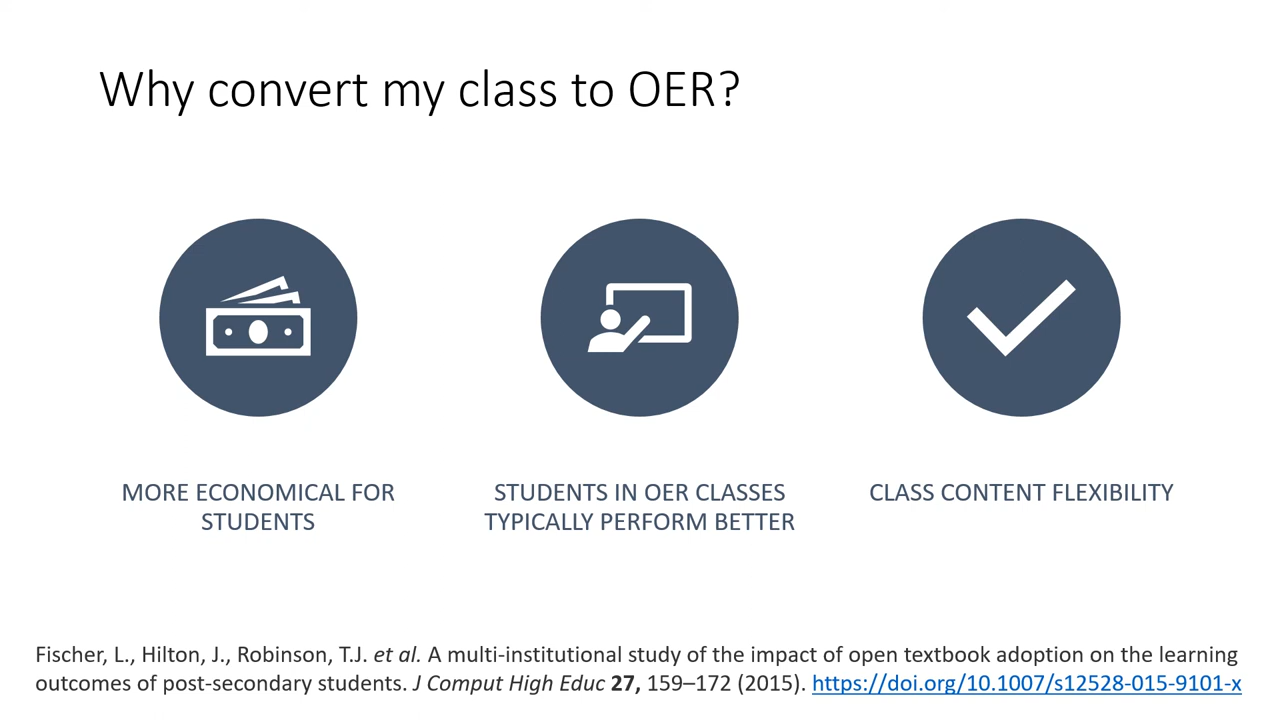 Why convert my class to OER?
MORE ECONOMICAL FOR
STUDENTS
STUDENTS IN OER CLASSES
TYPICALLY PERFORM BETTER
CLASS CONTENT FLEXIBILITY
Fischer, L., Hilton, J., Robinson, T.J. et al. A multi-institutional study of the impact of open textbook adoption on the learning
outcomes of post-secondary students. J Comput High Educ 27, 159–172 (2015). https://doi.org/10.1007/s12528-015-9101-x